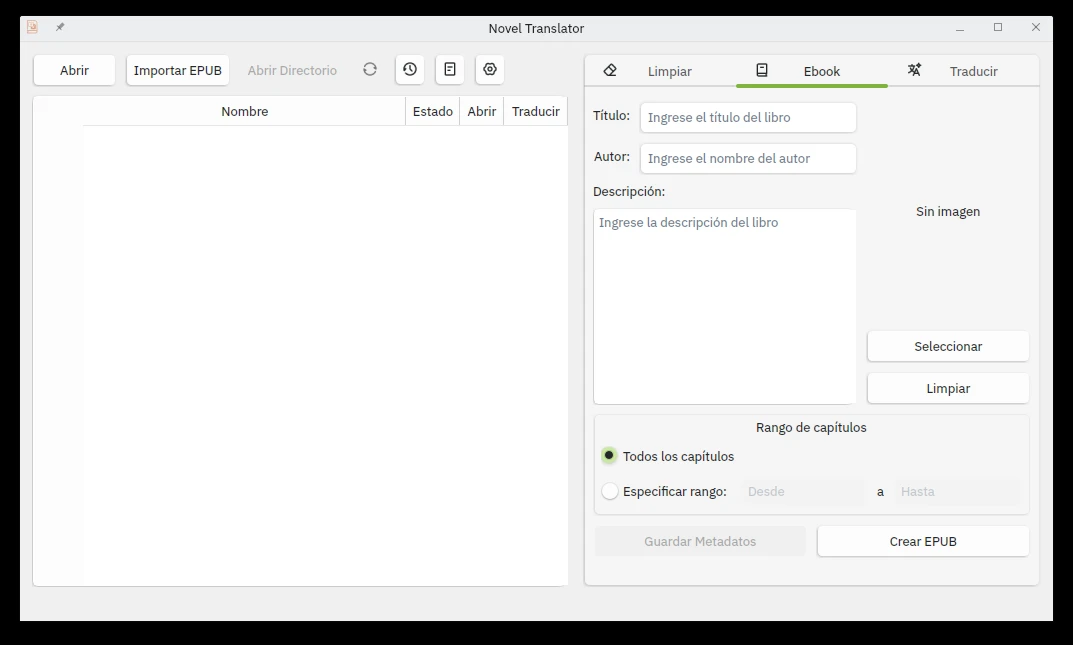 Novel Translator
Abrir Importar EPUB Abrir Directorio
Nombre Estado Abrir Traducir
Limpiar Ebook Traducir
Título: Ingrese el título del libro
Autor: Ingrese el nombre del autor
Descripción:
Ingrese la descripción del libro
Sin imagen
Seleccionar
Limpiar
Rango de capítulos
Todos los capítulos
Especificar rango: Desde a Hasta
Guardar Metadatos Crear EPUB